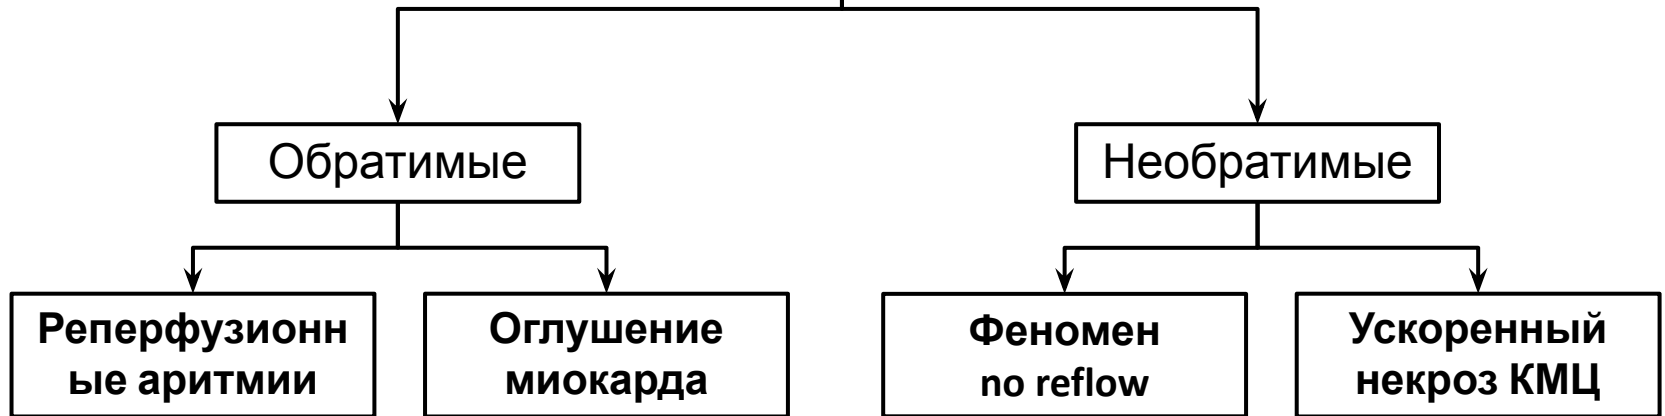 Обратимые
Необратимые
Реперфузионн
ые аритмии
Оглушение
миокарда
Феномен
no reflow
Ускоренный
некроз КМЦ